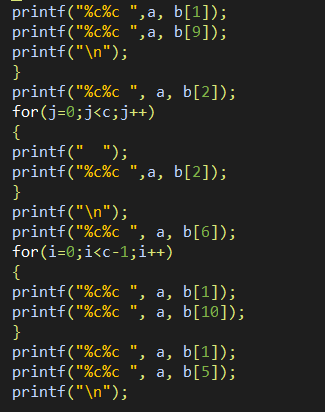 printf("%c%c ",a, b[1]);
printf("%c%c ",a, b[9]);
printf("\n");
}
printf("%c%c ", a, b[2]);
for(j=0;j<c;j++)
{
printf("  ");
printf("%c%c ",a, b[2]);
}
printf("\n");
printf("%c%c ", a, b[6]);
for(i=0;i<c-1;i++)
{
printf("%c%c ", a, b[1]);
printf("%c%c ", a, b[10]);
}
printf("%c%c ", a, b[1]);
printf("%c%c ", a, b[5]);
printf("\n");